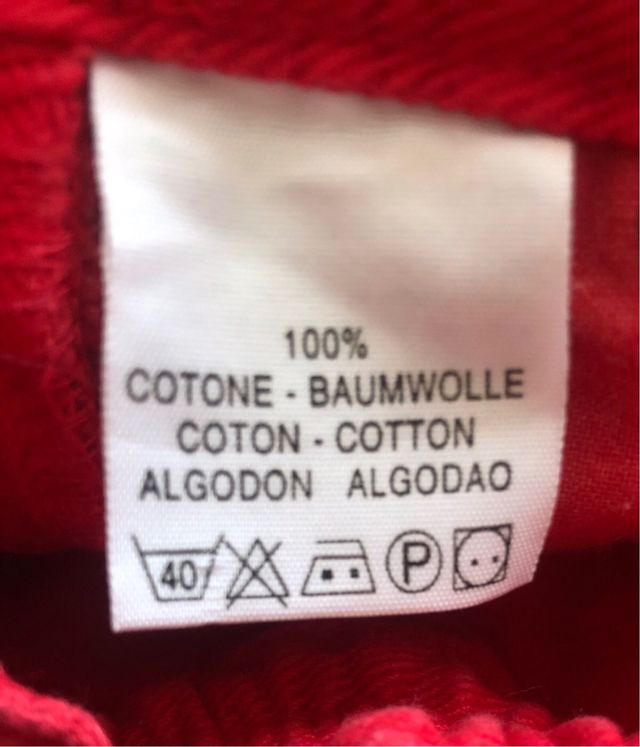 100%
COTONE - BAUMWOLLE
COTON - COTTON
ALGODON ALGODAO
40 P